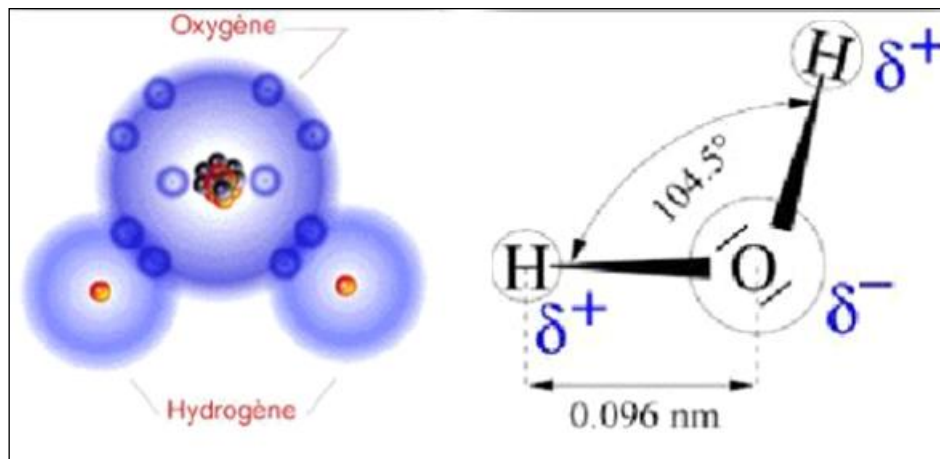 Oxygène
Hydrogène
H
δ+
104.5°
H
δ+
O
δ−
0.096 nm